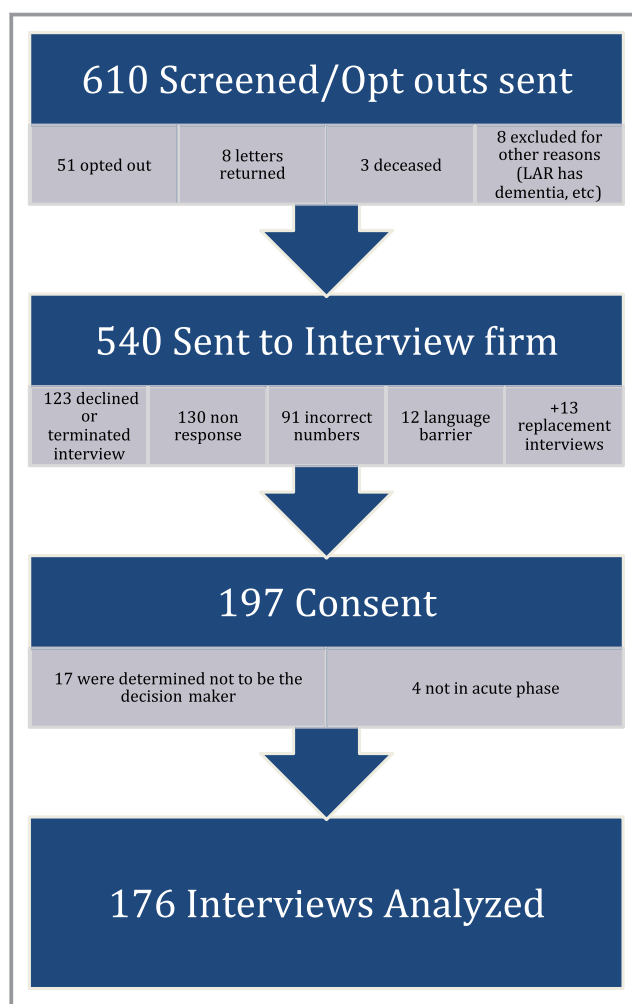 610 Screened/Opt outs sent
51 opted out
8 letters
returned
3 deceased
8 excluded for
other reasons
(LAR has
dementia, etc)
540 Sent to Interview firm
123 declined
or
terminated
interview
130 non
response
91 incorrect
numbers
12 language
barrier
+13
replacement
interviews
197 Consent
17 were determined not to be the
decision maker
4 not in acute phase
176 Interviews Analyzed